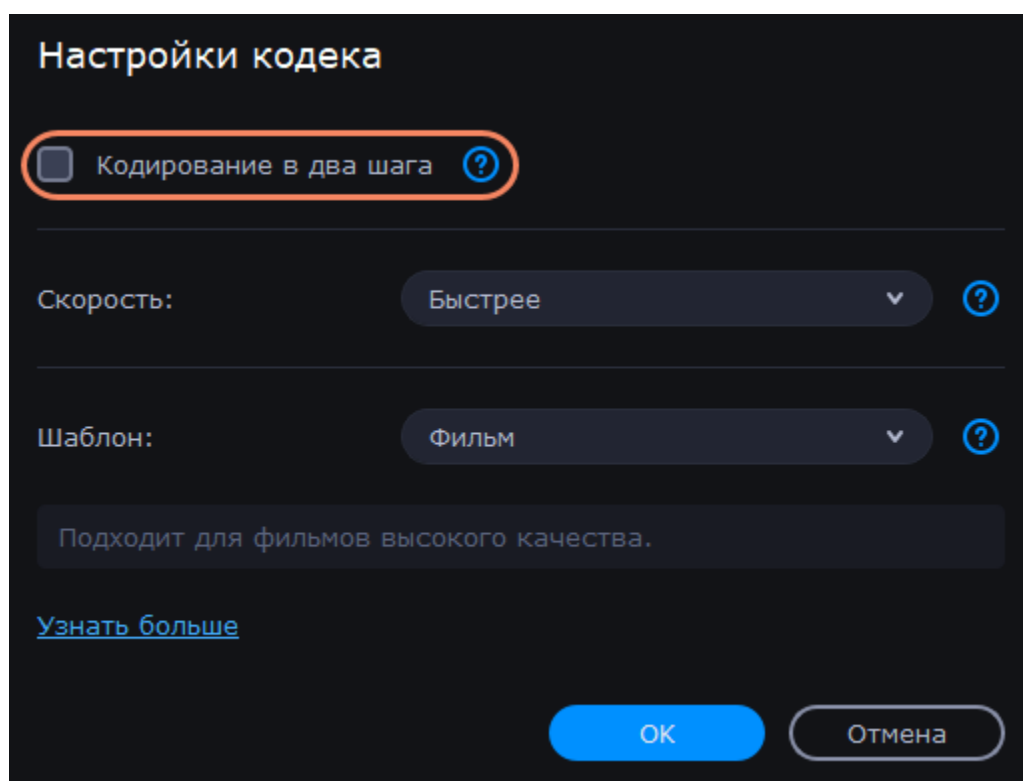 Настройки кодека
Кодирование в два шага ?
Скорость: Быстрее ?
Шаблон: Фильм ?
Подходит для фильмов высокого качества.
Узнать больше
OK Отмена